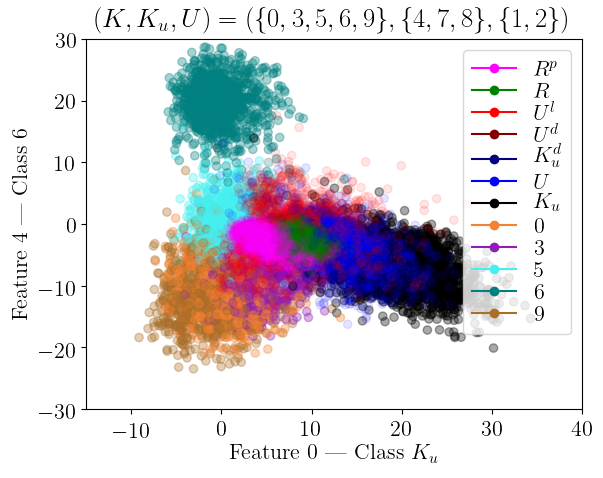 (K, K_u, U) = ({0, 3, 5, 6, 9}, {4, 7, 8}, {1, 2})
30
20
10
0
−10
−20
−30
Feature 4 — Class 6
−10 0 10 20 30 40
Feature 0 — Class K_u
R^p
R
U^l
U^d
K_u^d
U
K_u
0
3
5
6
9